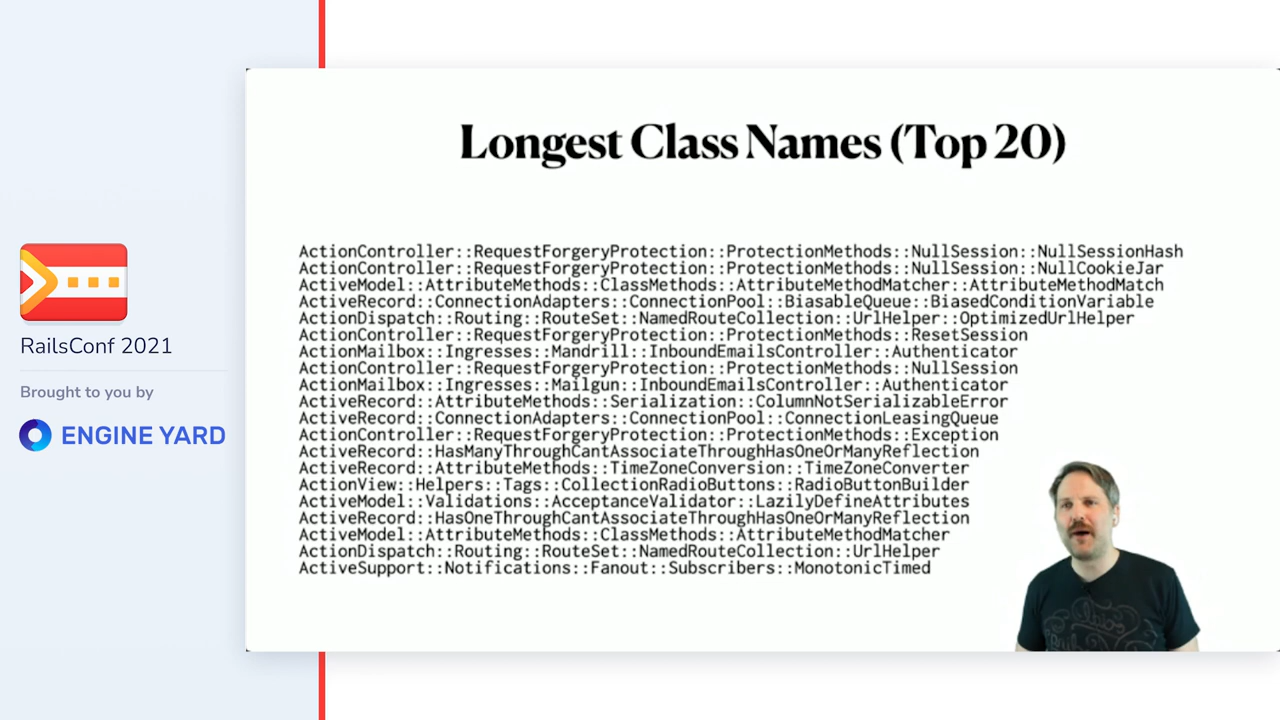 Longest Class Names (Top 20)
ActionController::RequestForgeryProtection::ProtectionMethods::NullSession::NullSessionHash
ActionController::RequestForgeryProtection::ProtectionMethods::NullSession::NullCookieJar
ActiveModel::AttributeMethods::ClassMethods::AttributeMethodMatcher::AttributeMethodMatch
ActiveRecord::ConnectionAdapters::ConnectionPool::BiasableQueue::BiasedConditionVariable
ActionDispatch::Routing::RouteSet::NamedRouteCollection::UrlHelper::OptimizedUrlHelper
ActionController::RequestForgeryProtection::ProtectionMethods::ResetSession
ActionMailbox::Ingresses::Mandrill::InboundEmailsController::Authenticator
ActionController::RequestForgeryProtection::ProtectionMethods::NullSession
ActionMailbox::Ingresses::Mailgun::InboundEmailsController::Authenticator
ActiveRecord::AttributeMethods::Serialization::ColumnNotSerializableError
ActiveRecord::ConnectionAdapters::ConnectionPool::ConnectionLeasingQueue
ActionController::RequestForgeryProtection::ProtectionMethods::Exception
ActiveRecord::HasManyThroughCantAssociateThroughHasOneOrManyReflection
ActiveRecord::AttributeMethods::TimeZoneConversion::TimeZoneConverter
ActionView::Helpers::Tags::CollectionRadioButtons::RadioButtonBuilder
ActiveModel::Validations::AcceptanceValidator::LazilyDefineAttributes
ActiveRecord::HasOneThroughCantAssociateThroughHasOneOrManyReflection
ActiveModel::AttributeMethods::ClassMethods::AttributeMethodMatcher
ActionDispatch::Routing::RouteSet::NamedRouteCollection::UrlHelper
ActiveSupport::Notifications::Fanout::Subscribers::MonotonicTimed
RailsConf 2021
Brought to you by
ENGINE YARD